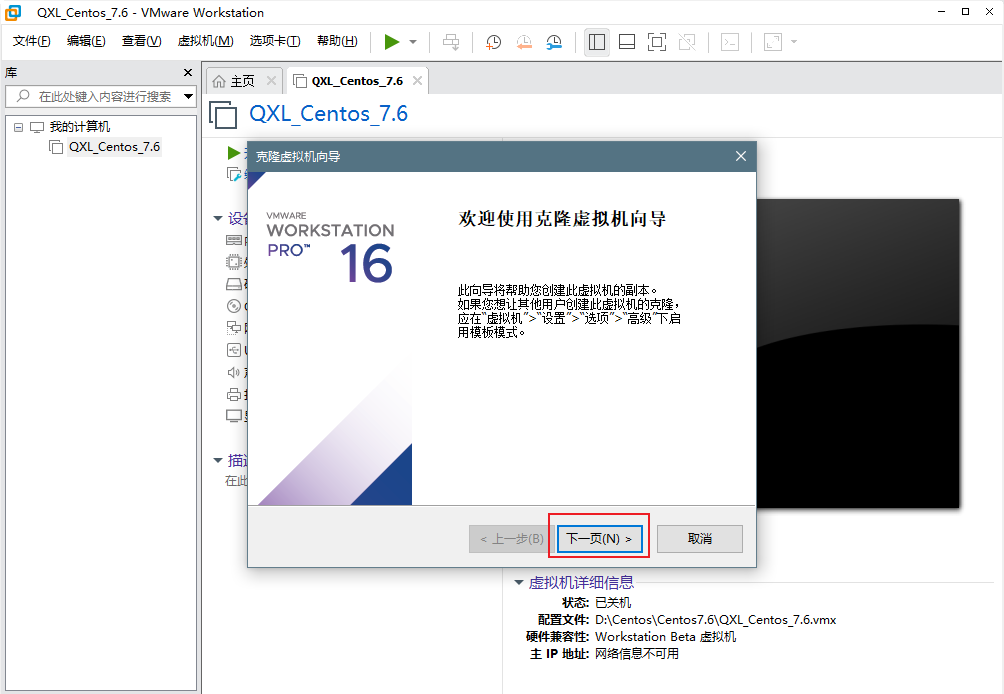 QXL_Centos_7.6 - VMware Workstation
文件(F) 编辑(E) 查看(V) 虚拟机(M) 选项卡(T) 帮助(H)
库
在此处键入内容进行搜索
我的计算机
QXL_Centos_7.6
主页
QXL_Centos_7.6
QXL_Centos_7.6
克隆虚拟机向导
VMWARE
WORKSTATION
PRO™ 16
欢迎使用克隆虚拟机向导
此向导将帮助您创建此虚拟机的副本。
如果您想让其他用户创建此虚拟机的克隆，
应在“虚拟机”>“设置”>“选项”>“高级”下启
用模板模式。
设
描
在此
< 上一步(B) 下一页(N) > 取消
虚拟机详细信息
状态: 已关机
配置文件: D:\Centos\Centos7.6\QXL_Centos_7.6.vmx
硬件兼容性: Workstation Beta 虚拟机
主 IP 地址: 网络信息不可用